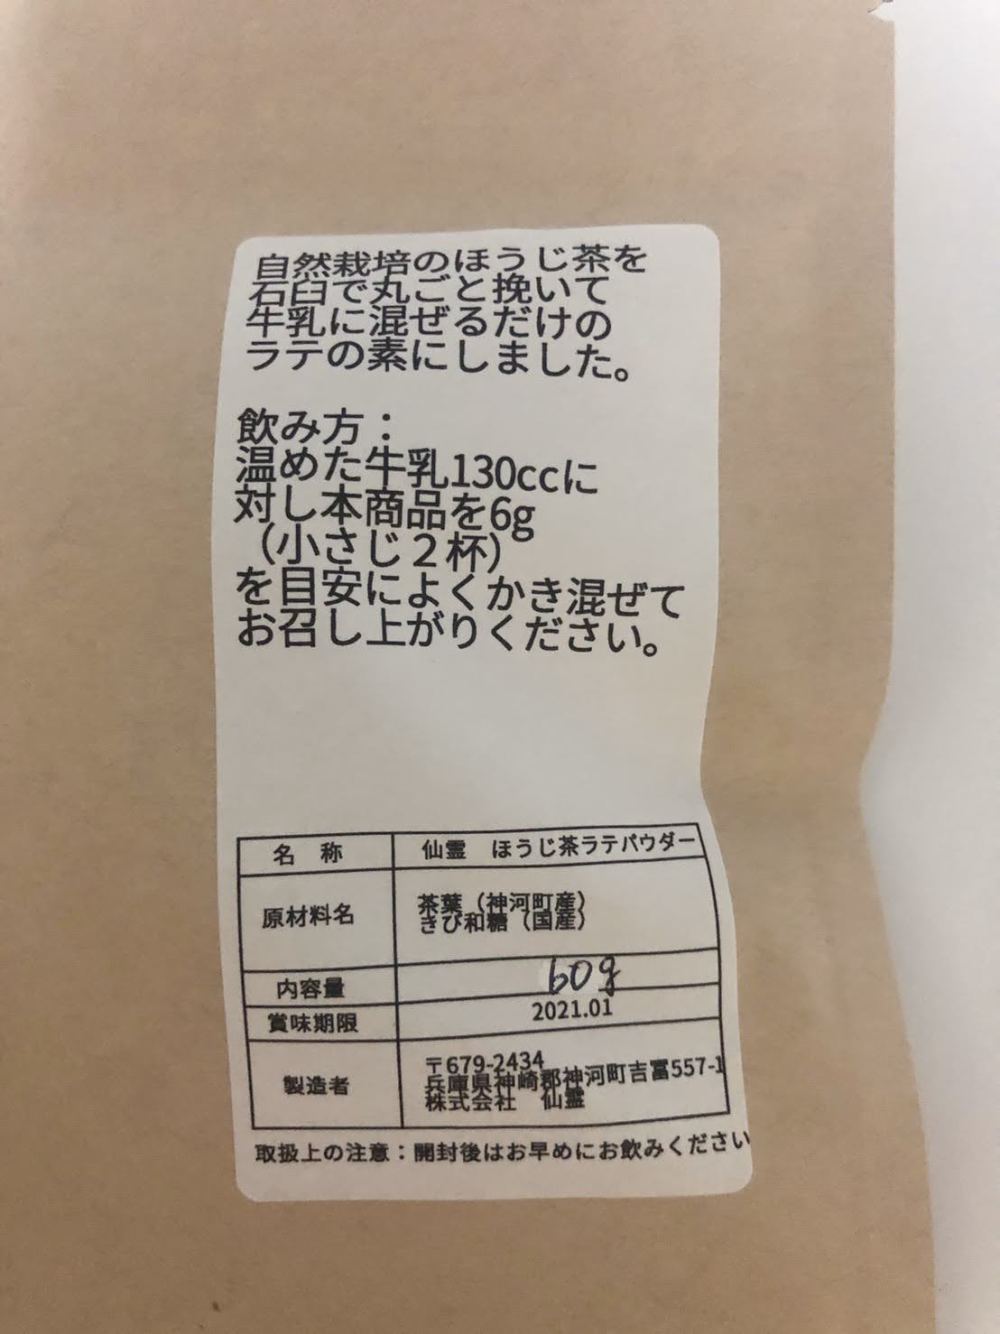 自然栽培のほうじ茶を
石臼で丸ごと挽いて
牛乳に混ぜるだけの
ラテの素にしました。
飲み方：
温めた牛乳130ccに
対し本商品を6g
（小さじ２杯）
を目安によくかき混ぜて
お召し上がりください。
名 称 仙霊 ほうじ茶ラテパウダー
原材料名 茶葉（神河町産）
きび和糖（国産）
内容量 60g
賞味期限 2021.01
製造者 〒679-2434
兵庫県神崎郡神河町吉冨557-1
株式会社 仙霊
取扱上の注意：開封後はお早めにお飲みください